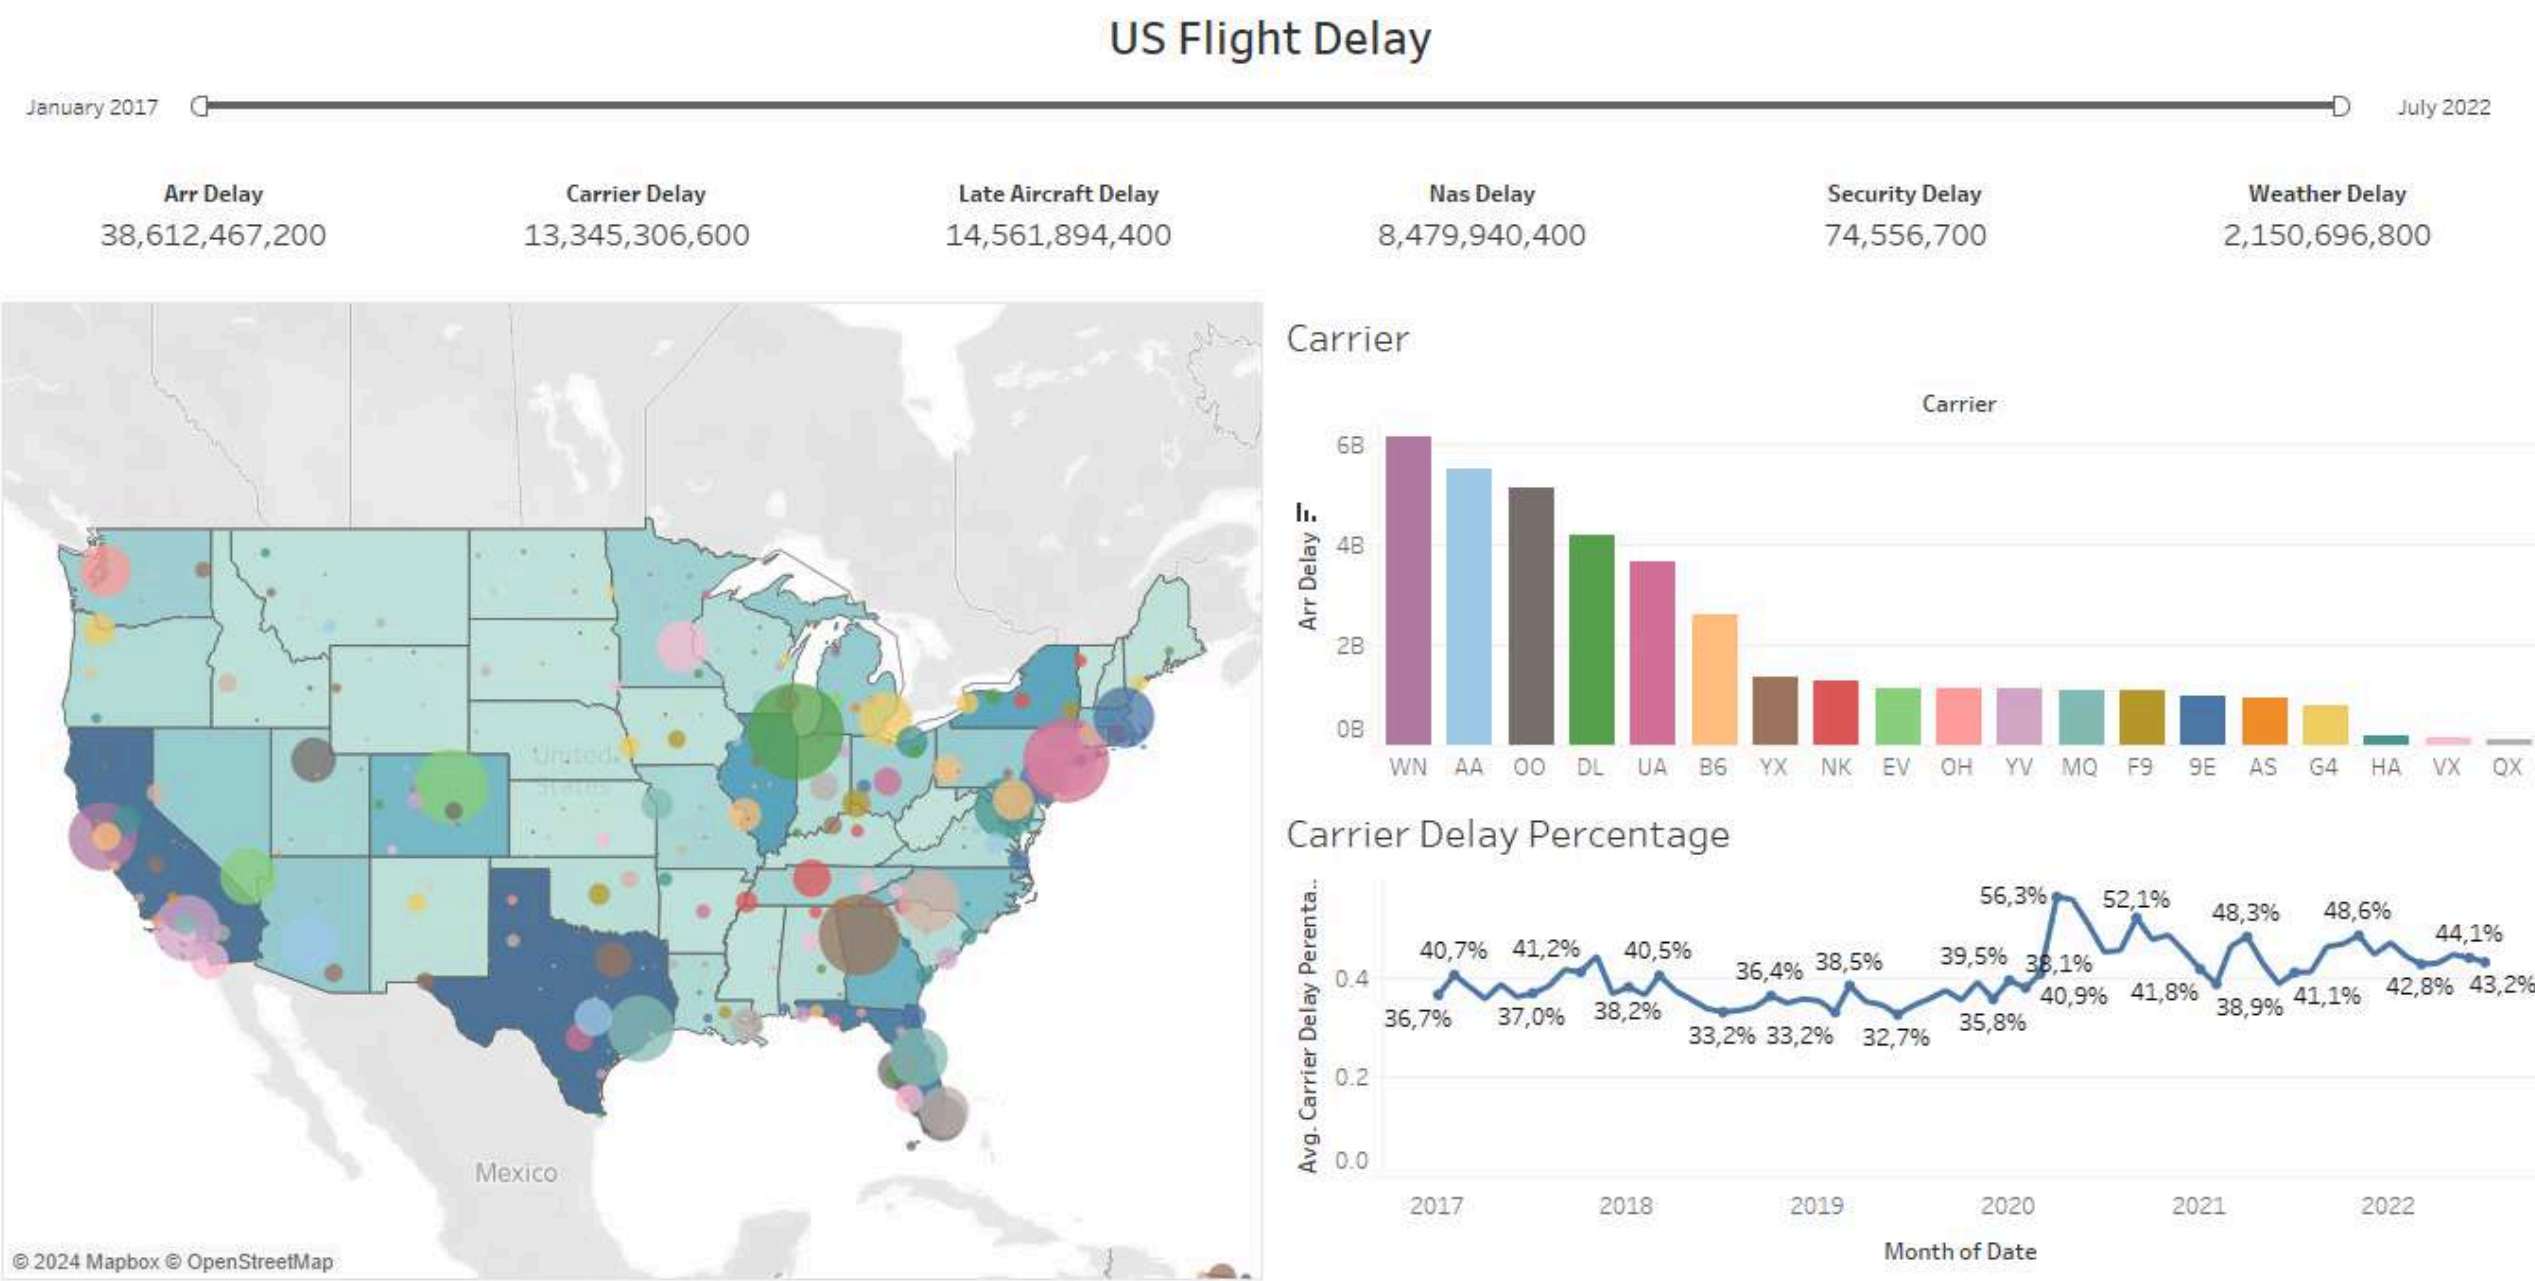 US Flight Delay
January 2017
July 2022
Arr Delay
Carrier Delay
Late Aircraft Delay
Nas Delay
Security Delay
Weather Delay
38,612,467,200
13,345,306,600
14,561,894,400
8,479,940,400
74,556,700
2,150,696,800
United
States
Mexico
© 2024 Mapbox © OpenStreetMap
Carrier
Carrier
Arr Delay
6B
4B
2B
0B
WN AA OO DL UA B6 YX NK EV OH YV MQ F9 9E AS G4 HA VX QX
Carrier Delay Percentage
Avg. Carrier Delay Perenta..
0.4
0.2
0.0
36,7%
40,7%
37,0%
41,2%
38,2%
40,5%
33,2%
36,4%
33,2%
38,5%
32,7%
39,5%
35,8%
38,1%
40,9%
56,3%
52,1%
41,8%
38,9%
48,3%
41,1%
48,6%
42,8%
44,1%
43,2%
2017 2018 2019 2020 2021 2022
Month of Date